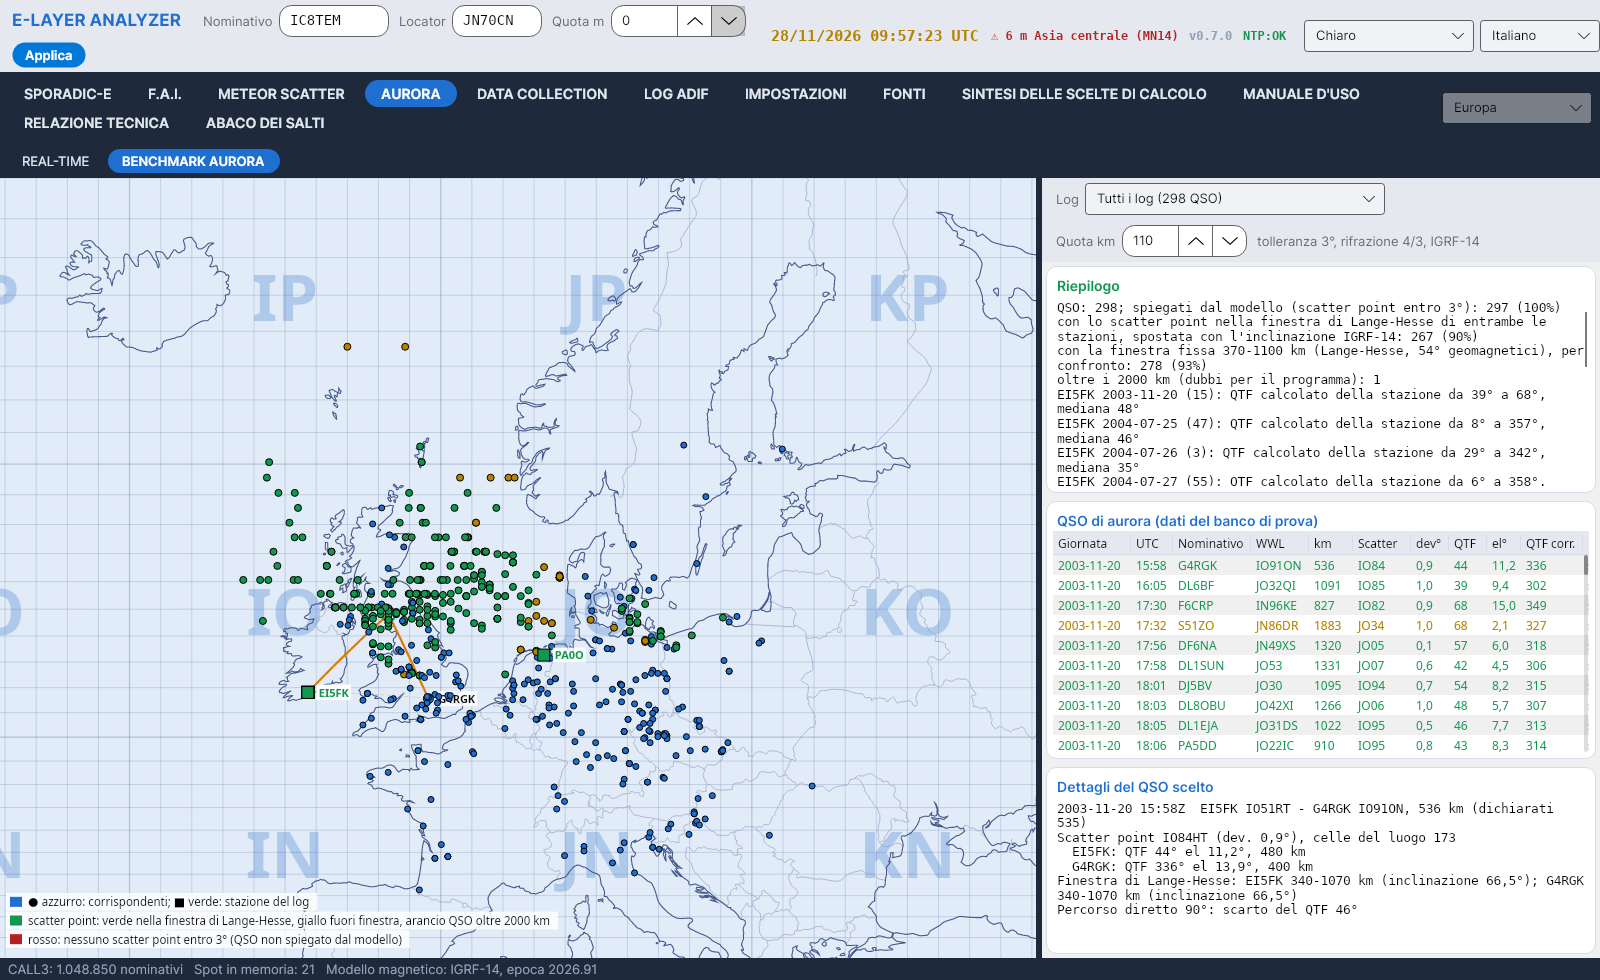 E-LAYER ANALYZER Nominativo IC8TEM Locator JN70CN Quota m 0
28/11/2026 09:57:23 UTC ⚠ 6 m Asia centrale (MN14) v0.7.0 NTP:OK Chiaro Italiano
Applica
SPORADIC-E F.A.I. METEOR SCATTER AURORA DATA COLLECTION LOG ADIF IMPOSTAZIONI FONTI SINTESI DELLE SCELTE DI CALCOLO MANUALE D'USO
RELAZIONE TECNICA ABACO DEI SALTI
Europa
REAL-TIME BENCHMARK AURORA
IP JP KP
IO JO KO
IN JN KN
PA0O
EI5FK
G4RGK
● azzurro: corrispondenti; ■ verde: stazione del log
scatter point: verde nella finestra di Lange-Hesse, giallo fuori finestra, arancio QSO oltre 2000 km
rosso: nessuno scatter point entro 3° (QSO non spiegato dal modello)
Log Tutti i log (298 QSO)
Quota km 110 tolleranza 3°, rifrazione 4/3, IGRF-14
Riepilogo
QSO: 298; spiegati dal modello (scatter point entro 3°): 297 (100%)
con lo scatter point nella finestra di Lange-Hesse di entrambe le
stazioni, spostata con l'inclinazione IGRF-14: 267 (90%)
con la finestra fissa 370-1100 km (Lange-Hesse, 54° geomagnetici), per
confronto: 278 (93%)
oltre i 2000 km (dubbi per il programma): 1
EI5FK 2003-11-20 (15): QTF calcolato della stazione da 39° a 68°,
mediana 48°
EI5FK 2004-07-25 (47): QTF calcolato della stazione da 8° a 357°,
mediana 46°
EI5FK 2004-07-26 (3): QTF calcolato della stazione da 29° a 342°,
mediana 35°
EI5FK 2004-07-27 (55): QTF calcolato della stazione da 6° a 358°.
QSO di aurora (dati del banco di prova)
Giornata UTC Nominativo WWL km Scatter dev° QTF el° QTF corr.
2003-11-20 15:58 G4RGK IO91ON 536 IO84 0,9 44 11,2 336
2003-11-20 16:05 DL6BF JO32QI 1091 IO85 1,0 39 9,4 302
2003-11-20 17:30 F6CRP IN96KE 827 IO82 0,9 68 15,0 349
2003-11-20 17:32 S51ZO JN86DR 1883 JO34 1,0 68 2,1 327
2003-11-20 17:56 DF6NA JN49XS 1320 JO05 0,1 57 6,0 318
2003-11-20 17:58 DL1SUN JO53 1331 JO07 0,6 42 4,5 306
2003-11-20 18:01 DJ5BV JO30 1095 IO94 0,7 54 8,2 315
2003-11-20 18:03 DL8OBU JO42XI 1266 JO06 1,0 48 5,7 307
2003-11-20 18:05 DL1EJA JO31DS 1022 IO95 0,5 46 7,7 313
2003-11-20 18:06 PA5DD JO22IC 910 IO95 0,8 43 8,3 314
Dettagli del QSO scelto
2003-11-20 15:58Z EI5FK IO51RT - G4RGK IO91ON, 536 km (dichiarati
535)
Scatter point IO84HT (dev. 0,9°), celle del luogo 173
EI5FK: QTF 44° el 11,2°, 480 km
G4RGK: QTF 336° el 13,9°, 400 km
Finestra di Lange-Hesse: EI5FK 340-1070 km (inclinazione 66,5°); G4RGK
340-1070 km (inclinazione 66,5°)
Percorso diretto 90°: scarto del QTF 46°
CALL3: 1.048.850 nominativi Spot in memoria: 21 Modello magnetico: IGRF-14, epoca 2026.91